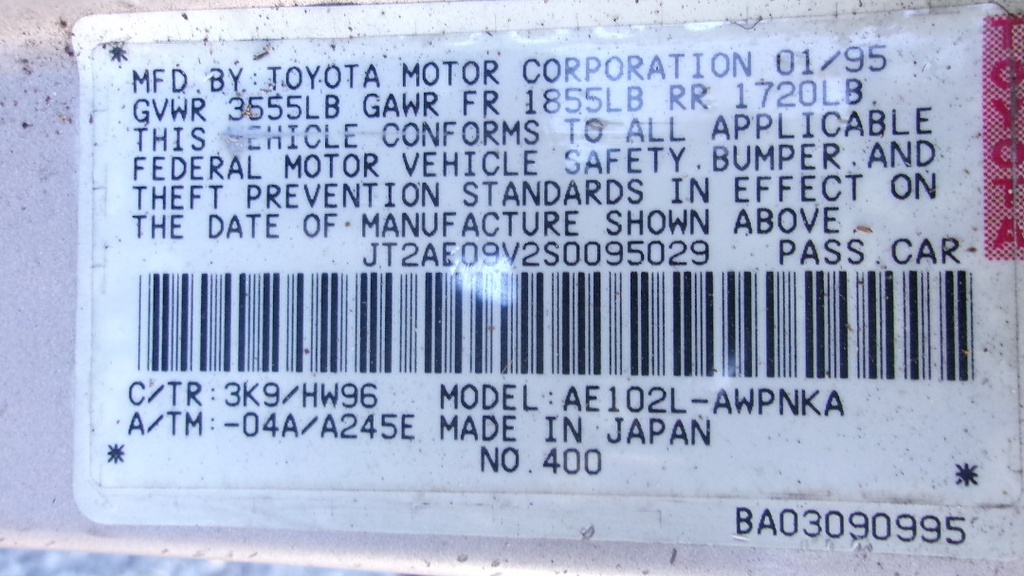 MFD. BY: TOYOTA MOTOR CORPORATION 01/95
GVWR 3555LB GAWR FR 1855LB RR 1720LB.
THIS VEHICLE CONFORMS TO ALL APPLICABLE
FEDERAL MOTOR VEHICLE SAFETY. BUMPER. AND
THEFT PREVENTION STANDARDS IN EFFECT ON
THE DATE OF MANUFACTURE SHOWN ABOVE.
JT2AE09V2S0095029 PASS. CAR
C/TR: 3K9/HW96 MODEL: AE102L-AWPNKA
A/TM: -04A/A245E MADE IN JAPAN
NO. 400
BA03090995
TOYOTA